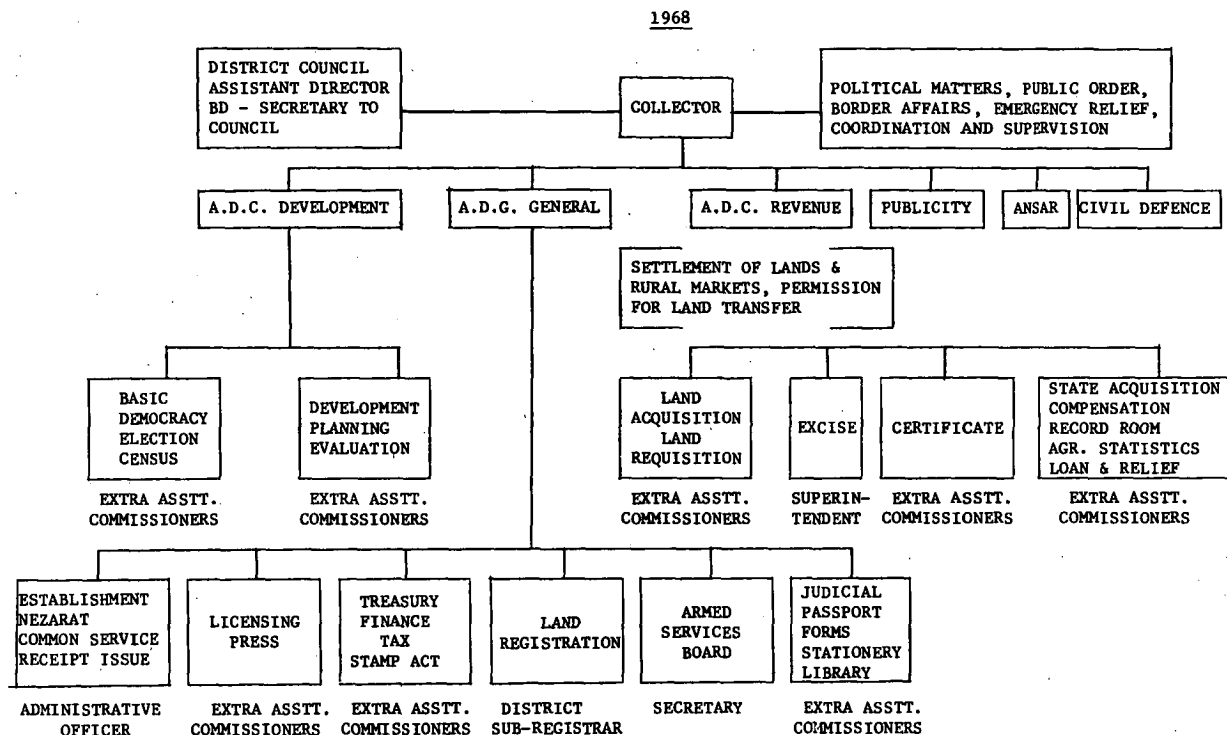 1968
DISTRICT COUNCIL
ASSISTANT DIRECTOR
BD - SECRETARY TO
COUNCIL
COLLECTOR
POLITICAL MATTERS, PUBLIC ORDER,
BORDER AFFAIRS, EMERGENCY RELIEF,
COORDINATION AND SUPERVISION
A.D.C. DEVELOPMENT
A.D.G. GENERAL
A.D.C. REVENUE
PUBLICITY
ANSAR
CIVIL DEFENCE
SETTLEMENT OF LANDS &
RURAL MARKETS, PERMISSION
FOR LAND TRANSFER
BASIC
DEMOCRACY
ELECTION
CENSUS
EXTRA ASSTT.
COMMISSIONERS
DEVELOPMENT
PLANNING
EVALUATION
EXTRA ASSTT.
COMMISSIONERS
LAND
ACQUISITION
LAND
REQUISITION
EXTRA ASSTT.
COMMISSIONERS
EXCISE
SUPERIN-
TENDENT
CERTIFICATE
EXTRA ASSTT.
COMMISSIONERS
STATE ACQUISITION
COMPENSATION
RECORD ROOM
AGR. STATISTICS
LOAN & RELIEF
EXTRA ASSTT.
COMMISSIONERS
ESTABLISHMENT
NEZARAT
COMMON SERVICE
RECEIPT ISSUE
ADMINISTRATIVE
OFFICER
LICENSING
PRESS
EXTRA ASSTT.
COMMISSIONERS
TREASURY
FINANCE
TAX
STAMP ACT
EXTRA ASSTT.
COMMISSIONERS
LAND
REGISTRATION
DISTRICT
SUB-REGISTRAR
ARMED
SERVICES
BOARD
SECRETARY
JUDICIAL
PASSPORT
FORMS
STATIONERY
LIBRARY
EXTRA ASSTT.
COMMISSIONERS